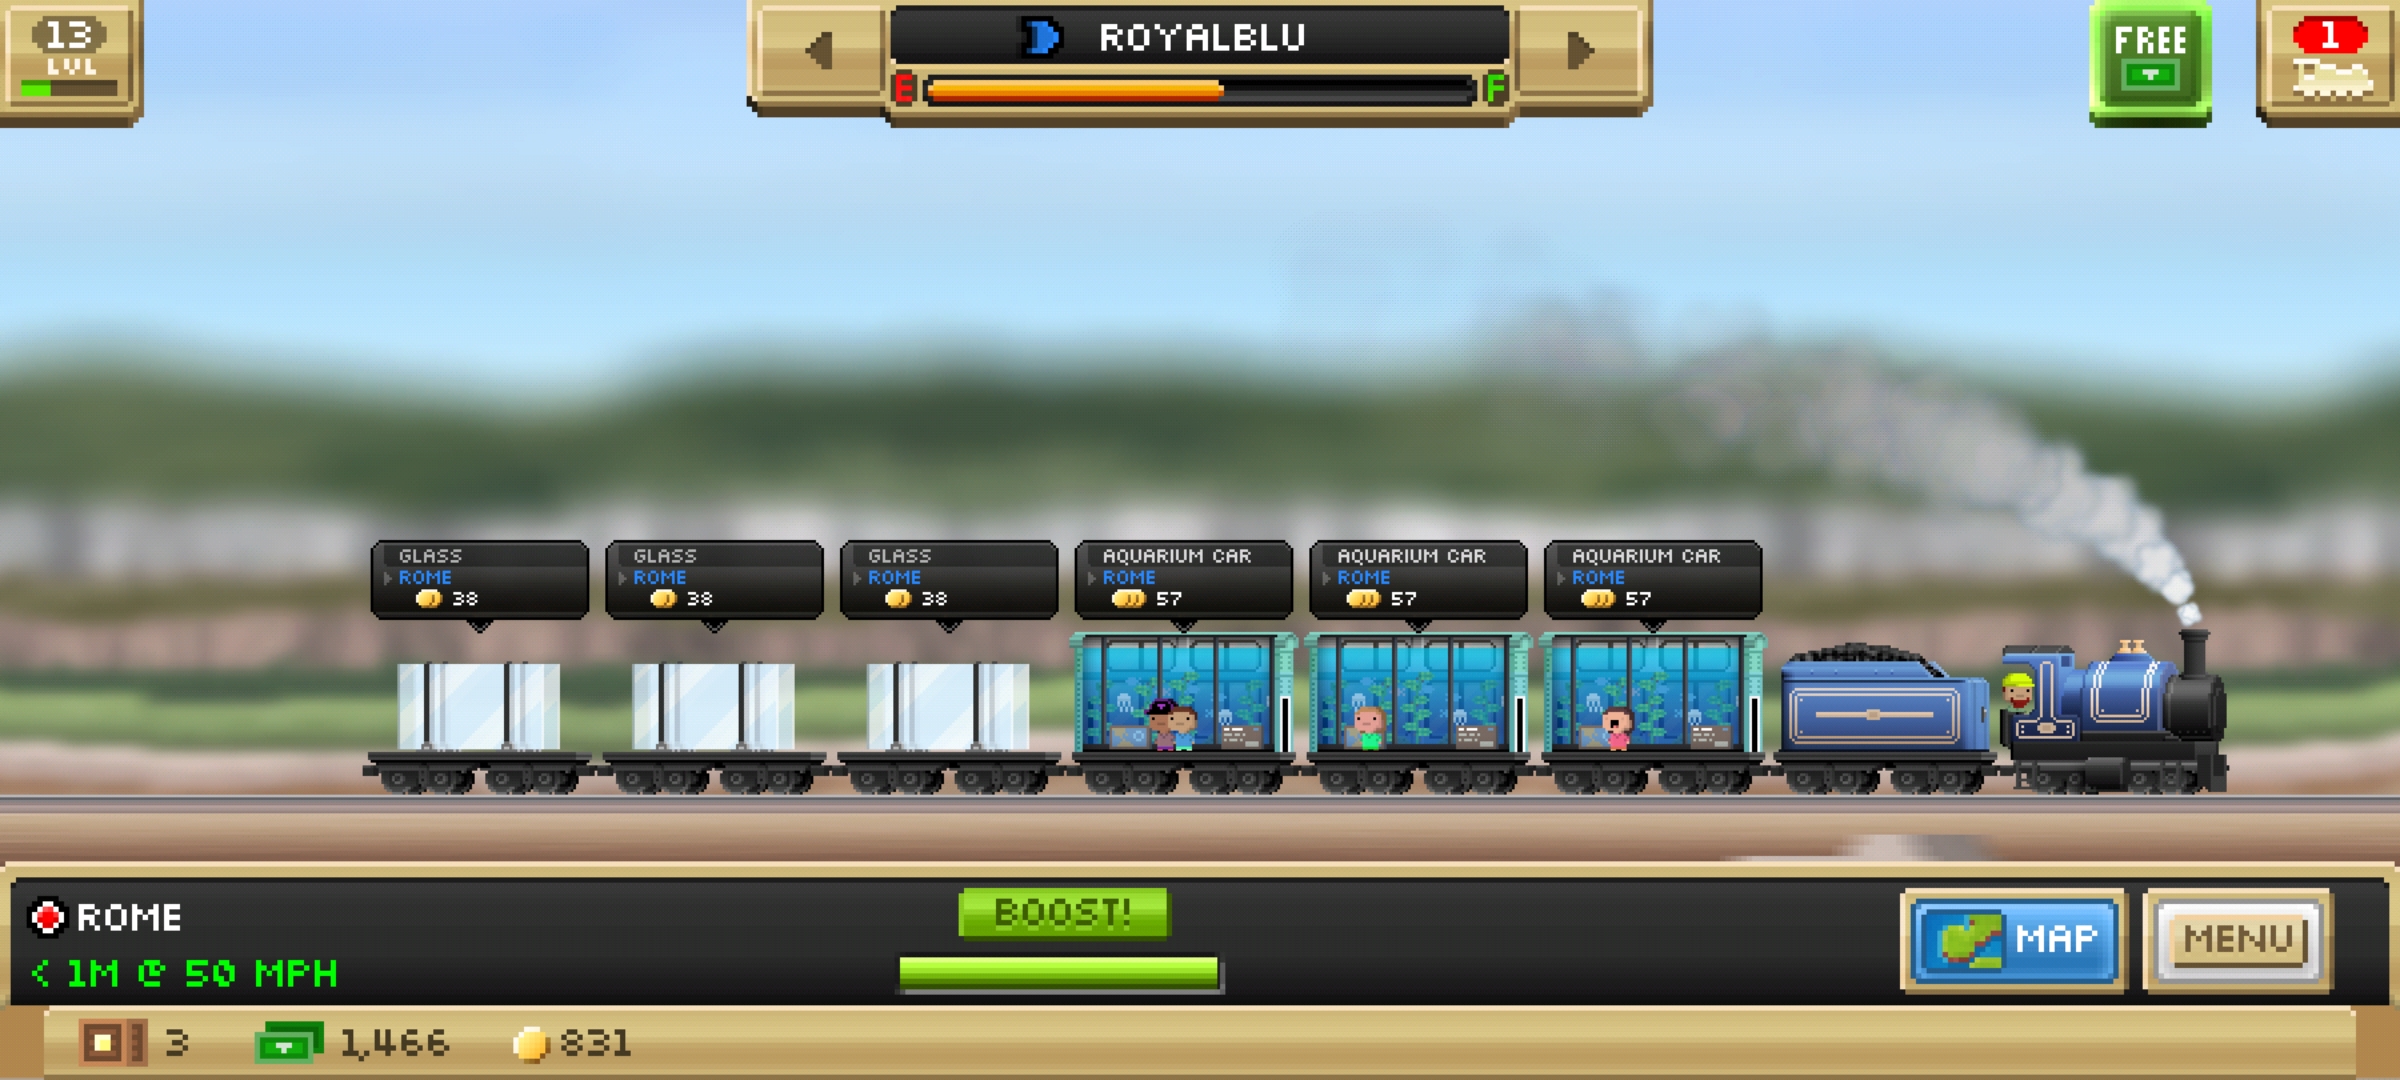 13
LVL
ROYALBLU
E
F
FREE
1
GLASS
ROME
38
GLASS
ROME
38
GLASS
ROME
38
AQUARIUM CAR
ROME
57
AQUARIUM CAR
ROME
57
AQUARIUM CAR
ROME
57
ROME
< 1M @ 50 MPH
BOOST!
MAP
MENU
3
1,466
831